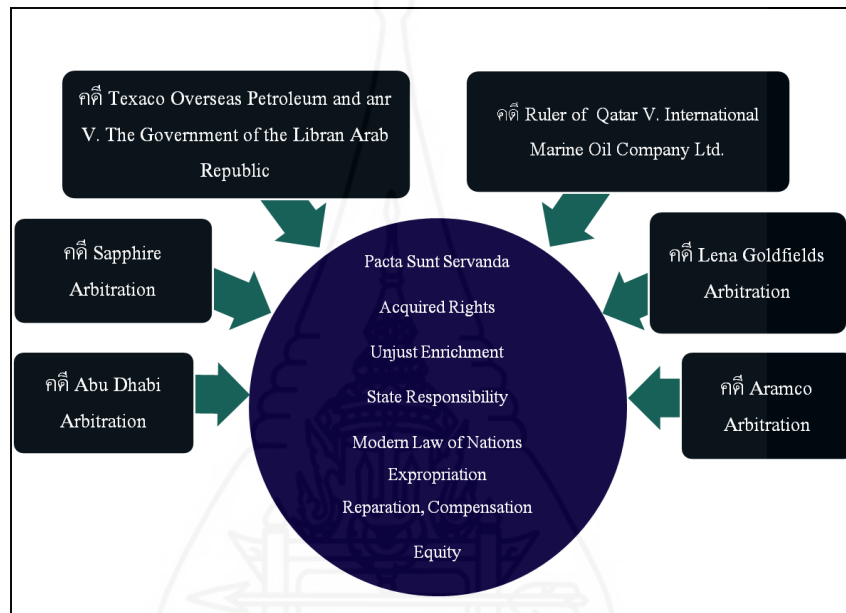 คดี Texaco Overseas Petroleum and anr
V. The Government of the Libran Arab
Republic
คดี Ruler of Qatar V. International
Marine Oil Company Ltd.
คดี Sapphire
Arbitration
คดี Lena Goldfields
Arbitration
คดี Abu Dhabi
Arbitration
คดี Aramco
Arbitration
Pacta Sunt Servanda
Acquired Rights
Unjust Enrichment
State Responsibility
Modern Law of Nations
Expropriation
Reparation, Compensation
Equity